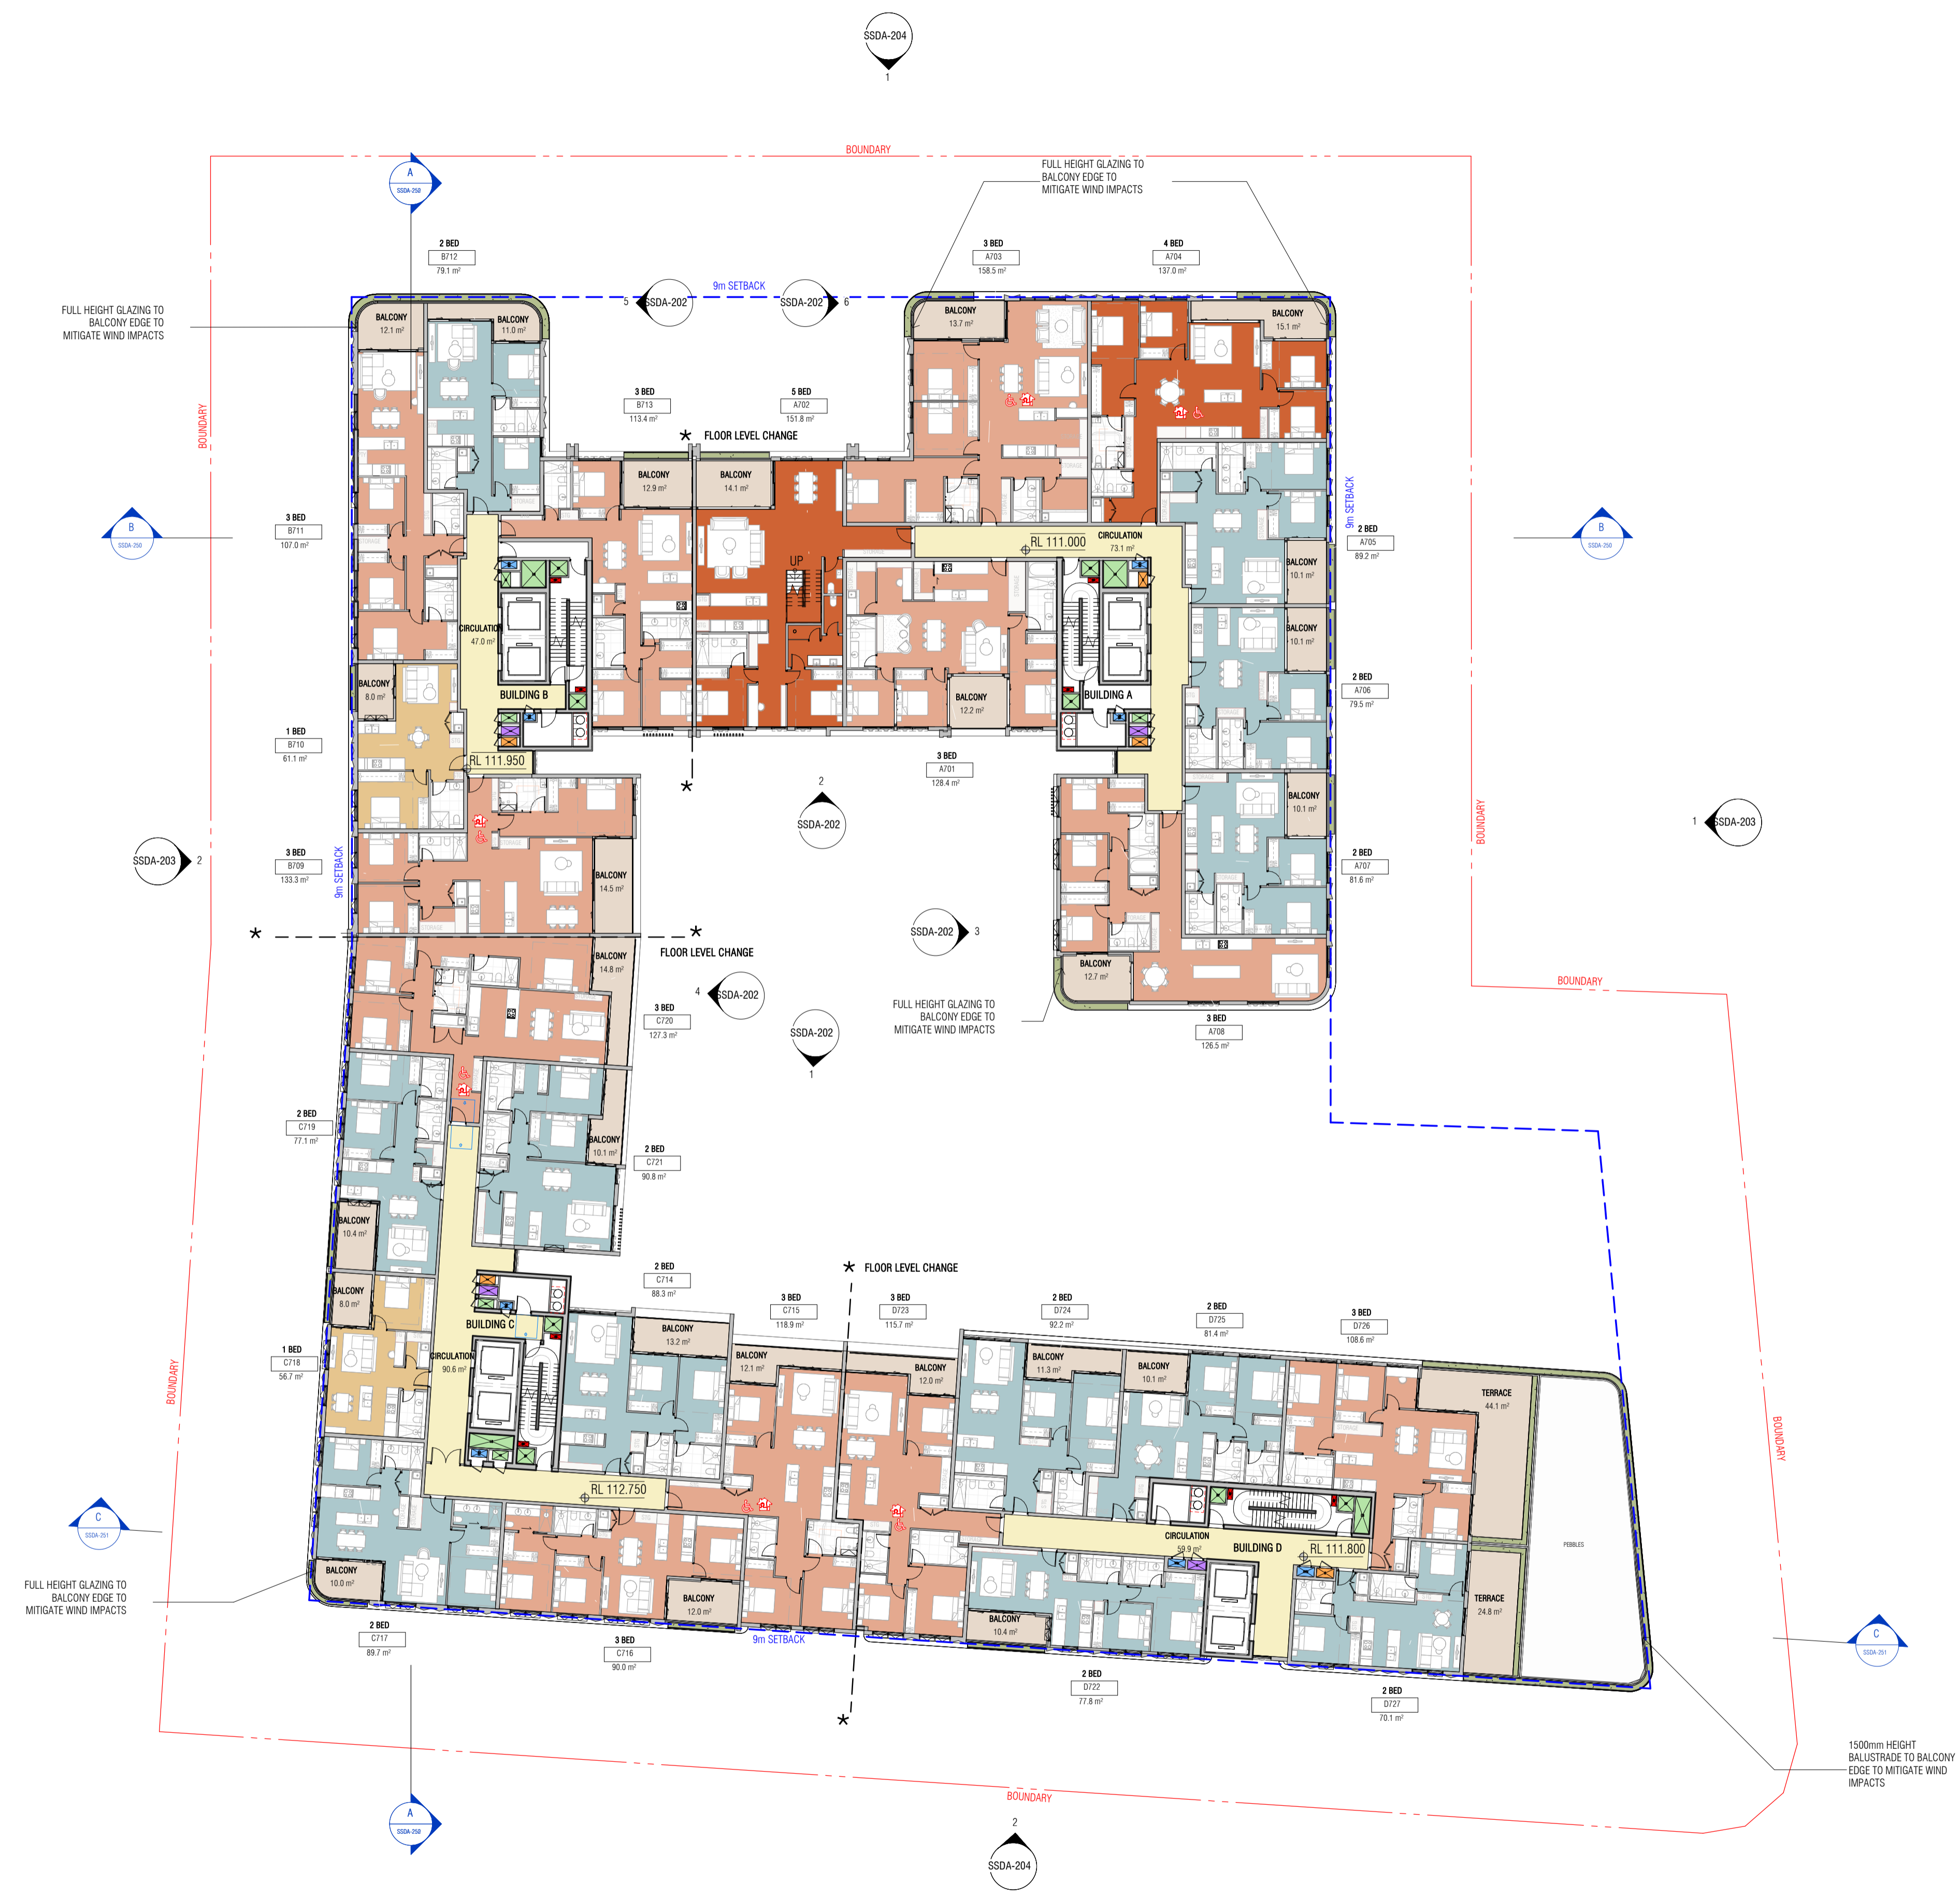 SSDA-204
1
BOUNDARY
FULL HEIGHT GLAZING TO
BALCONY EDGE TO
MITIGATE WIND IMPACTS
A
SSDA-250
2 BED
B712
79.1 m²
3 BED
A703
158.5 m²
4 BED
A704
137.0 m²
9m SETBACK
5
SSDA-202
SSDA-202
6
FULL HEIGHT GLAZING TO
BALCONY EDGE TO
MITIGATE WIND IMPACTS
BALCONY
12.1 m²
BALCONY
11.0 m²
BALCONY
13.7 m²
BALCONY
15.1 m²
3 BED
B713
113.4 m²
5 BED
A702
151.8 m²
BOUNDARY
* FLOOR LEVEL CHANGE
BALCONY
12.9 m²
BALCONY
14.1 m²
STORAGE
9m SETBACK
B
SSDA-250
3 BED
B711
107.0 m²
B
SSDA-250
2 BED
A705
89.2 m²
RL 111.000
CIRCULATION
73.1 m²
UP
BALCONY
10.1 m²
CIRCULATION
47.0 m²
BALCONY
10.1 m²
BALCONY
8.0 m²
BUILDING B
BUILDING A
BALCONY
12.2 m²
2 BED
A706
79.5 m²
1 BED
B710
61.1 m²
RL 111.950
3 BED
A701
128.4 m²
*
2
SSDA-202
BALCONY
10.1 m²
BOUNDARY
1
SSDA-203
SSDA-203
2
3 BED
B709
133.3 m²
9m SETBACK
STORAGE
STORAGE
BALCONY
14.5 m²
2 BED
A707
81.6 m²
STORAGE
*
*
FLOOR LEVEL CHANGE
SSDA-202
3
BALCONY
14.8 m²
BALCONY
12.7 m²
BOUNDARY
4
SSDA-202
3 BED
C720
127.3 m²
FULL HEIGHT GLAZING TO
BALCONY EDGE TO
MITIGATE WIND IMPACTS
3 BED
A708
126.5 m²
SSDA-202
1
2 BED
C719
77.1 m²
BALCONY
10.1 m²
2 BED
C721
90.8 m²
BALCONY
10.4 m²
2 BED
C714
88.3 m²
* FLOOR LEVEL CHANGE
BALCONY
8.0 m²
3 BED
C715
118.9 m²
3 BED
D723
115.7 m²
2 BED
D724
92.2 m²
2 BED
D725
81.4 m²
3 BED
D726
108.6 m²
BUILDING C
BALCONY
13.2 m²
1 BED
C718
56.7 m²
CIRCULATION
90.6 m²
BALCONY
12.1 m²
BALCONY
12.0 m²
BALCONY
11.3 m²
BALCONY
10.1 m²
TERRACE
44.1 m²
BOUNDARY
BOUNDARY
RL 112.750
C
SSDA-251
CIRCULATION
59.9 m²
BUILDING D
RL 111.800
PEBBLES
FULL HEIGHT GLAZING TO
BALCONY EDGE TO
MITIGATE WIND IMPACTS
BALCONY
10.0 m²
BALCONY
12.0 m²
BALCONY
10.4 m²
TERRACE
24.8 m²
2 BED
C717
89.7 m²
3 BED
C716
90.0 m²
9m SETBACK
C
SSDA-251
2 BED
D722
77.8 m²
2 BED
D727
70.1 m²
*
1500mm HEIGHT
BALUSTRADE TO BALCONY
EDGE TO MITIGATE WIND
IMPACTS
BOUNDARY
A
SSDA-250
2
SSDA-204